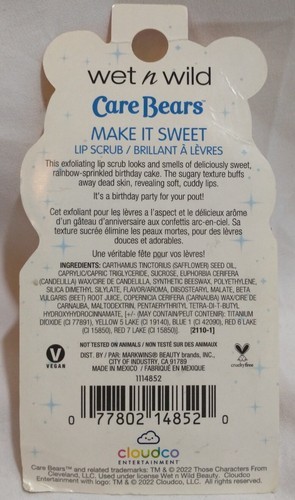 wet n wild
Care Bears™
MAKE IT SWEET
LIP SCRUB / BRILLANT À LÈVRES
This exfoliating lip scrub looks and smells of deliciously sweet,
rainbow-sprinkled birthday cake. The sugary texture buffs
away dead skin, revealing soft, cuddly lips.
It's a birthday party for your pout!
Cet exfoliant pour les lèvres a l'aspect et le délicieux arôme
d'un gâteau d'anniversaire aux confettis arc-en-ciel. Sa
texture sucrée élimine les peaux mortes, pour des lèvres
douces et adorables.
Une véritable fête pour vos lèvres!
INGREDIENTS: CARTHAMUS TINCTORIUS (SAFFLOWER) SEED OIL,
CAPRYLIC/CAPRIC TRIGLYCERIDE, SUCROSE, EUPHORBIA CERIFERA
(CANDELILLA) WAX/CIRE DE CANDELILLA, SYNTHETIC BEESWAX, POLYETHYLENE,
SILICA DIMETHYL SILYLATE, FLAVOR/AROMA, DIISOSTEARYL MALATE, BETA
VULGARIS (BEET) ROOT JUICE, COPERNICIA CERIFERA (CARNAUBA) WAX/CIRE DE
CARNAUBA, MALTODEXTRIN, PENTAERYTHRITYL TETRA-DI-T-BUTYL
HYDROXYHYDROCINNAMATE, [+/- (MAY CONTAIN/PEUT CONTENIR): TITANIUM
DIOXIDE (CI 77891), YELLOW 5 LAKE (CI 19140), BLUE 1 (CI 42090), RED 6 LAKE
(CI 15850), RED 7 LAKE (CI 15850)]. [2110-1]
NOT TESTED ON ANIMALS / NON TESTÉ SUR DES ANIMAUX
DIST. BY / PAR: MARKWINS® BEAUTY brands, INC.,
CITY OF INDUSTRY, CA 91789
MADE IN MEXICO / FABRIQUÉ EN MEXIQUE
1114852
VEGAN
crueltyfree
0 77802 14852 0
cloudco
ENTERTAINMENT™
Care Bears™ and related trademarks: TM & © 2022 Those Characters From
Cleveland, LLC. Used under license Wet n Wild Beauty. Cloudco
Entertainment with logo: TM & © 2022 Cloudco, LLC. All rights reserved.